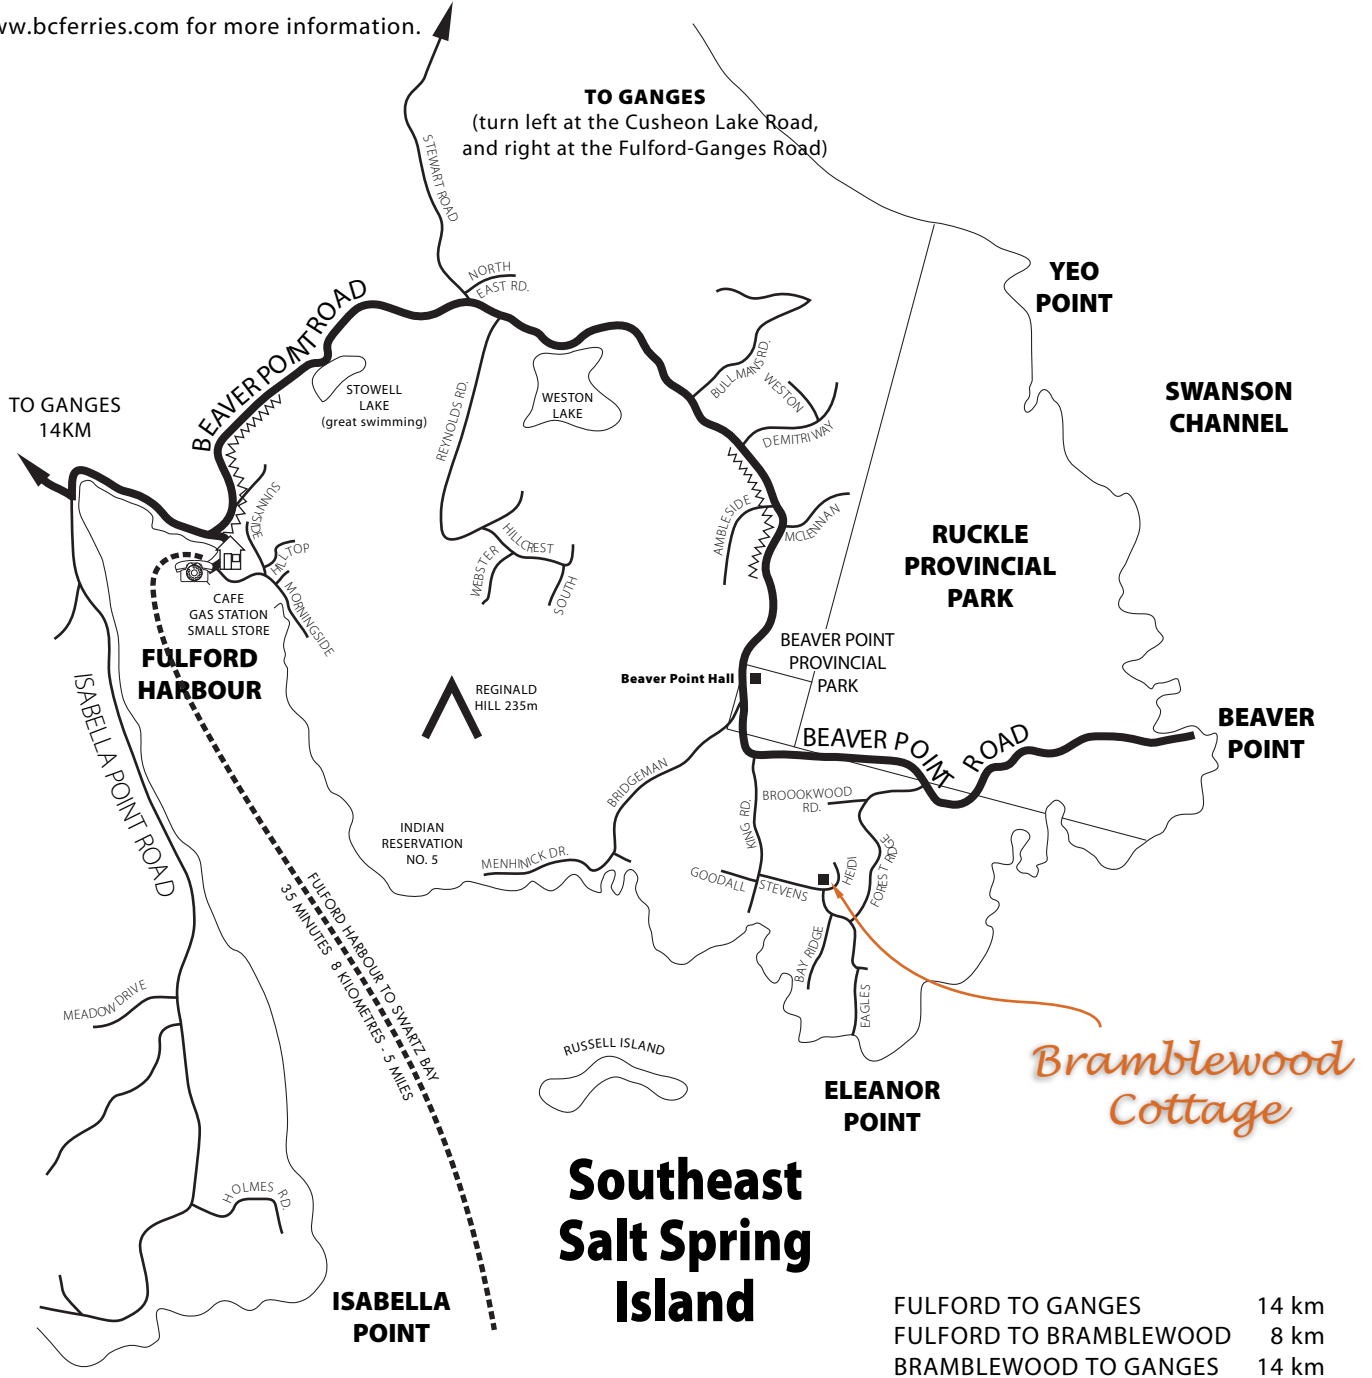 ww.bcferries.com for more information.
TO GANGES
(turn left at the Cusheon Lake Road,
and right at the Fulford-Ganges Road)
STEWART ROAD
NORTH
EAST RD.
YEO
POINT
BEAVER POINT ROAD
STOWELL
LAKE
(great swimming)
REYNOLDS RD.
WESTON
LAKE
BULLMANS RD.
WESTON
DEMITRI WAY
SWANSON
CHANNEL
TO GANGES
14KM
SUNNYSIDE
HILLTOP
MORNINGSIDE
CAFE
GAS STATION
SMALL STORE
FULFORD
HARBOUR
HILLCREST
WEBSTER
SOUTH
AMBLESIDE
MCLENNAN
RUCKLE
PROVINCIAL
PARK
BEAVER POINT
PROVINCIAL
PARK
Beaver Point Hall
REGINALD
HILL 235m
ISABELLA POINT ROAD
BEAVER POINT ROAD
BEAVER
POINT
BRIDGEMAN
KING RD.
BROOOKWOOD
RD.
INDIAN
RESERVATION
NO. 5
MENHINICK DR.
GOODALL
STEVENS
HEIDI
FOREST RIDGE
BAY RIDGE
EAGLES
FULFORD HARBOUR TO SWARTZ BAY
35 MINUTES 8 KILOMETRES - 5 MILES
MEADOW DRIVE
RUSSELL ISLAND
Bramblewood
Cottage
ELEANOR
POINT
HOLMES RD.
Southeast
Salt Spring
Island
ISABELLA
POINT
FULFORD TO GANGES 14 km
FULFORD TO BRAMBLEWOOD 8 km
BRAMBLEWOOD TO GANGES 14 km